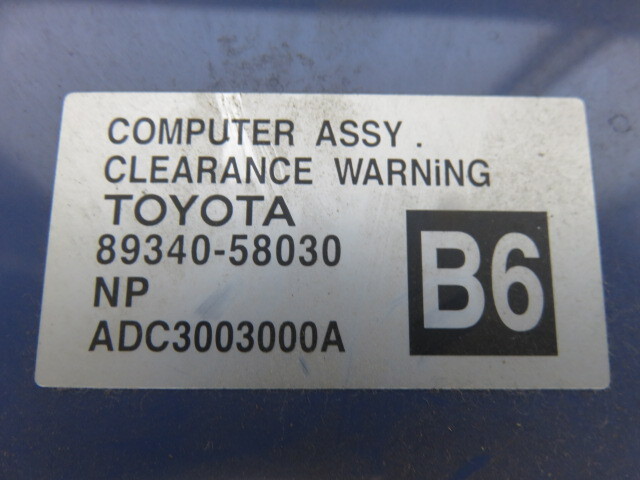 COMPUTER ASSY.
CLEARANCE WARNiNG
TOYOTA
89340-58030
NP
ADC3003000A
B6